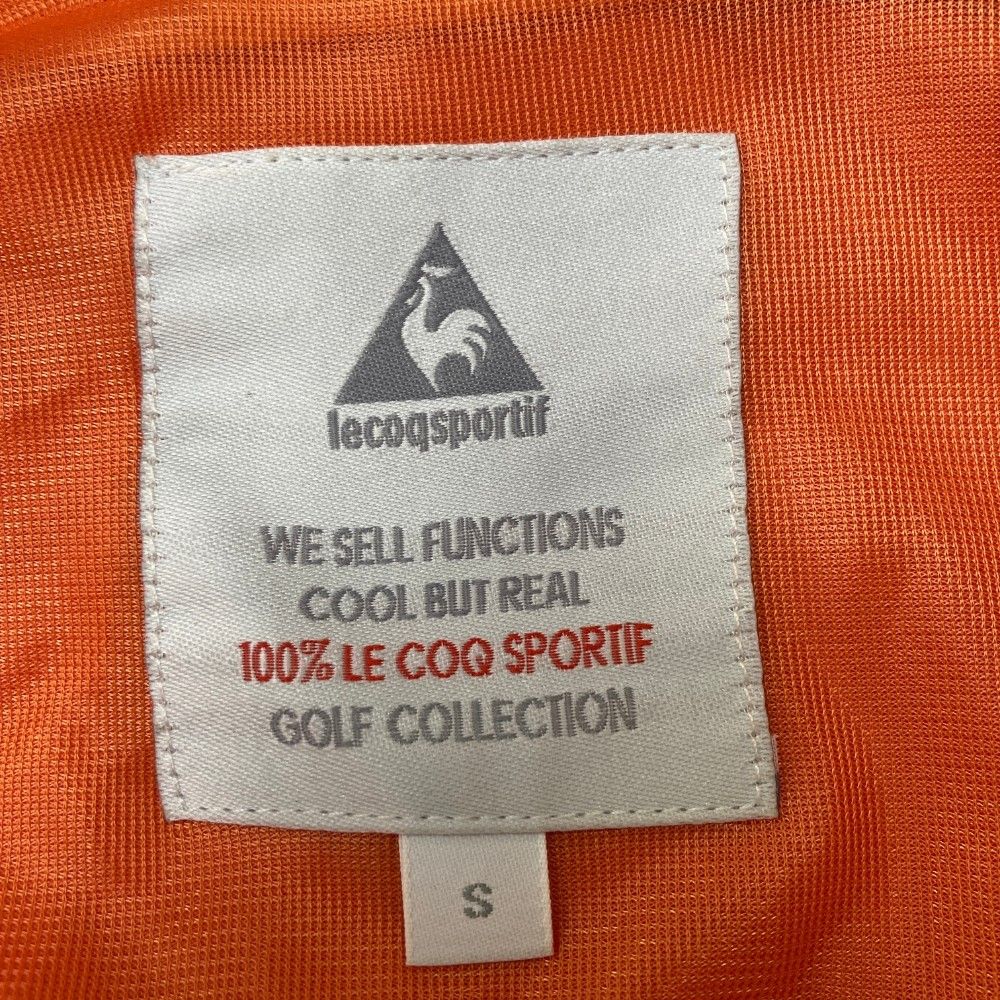 lecoqsportif
WE SELL FUNCTIONS
COOL BUT REAL
100% LE COQ SPORTIF
GOLF COLLECTION
S